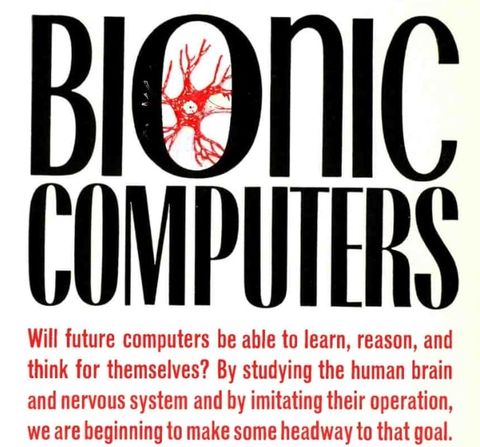 BIONIC
COMPUTERS
Will future computers be able to learn, reason, and
think for themselves? By studying the human brain
and nervous system and by imitating their operation,
we are beginning to make some headway to that goal.